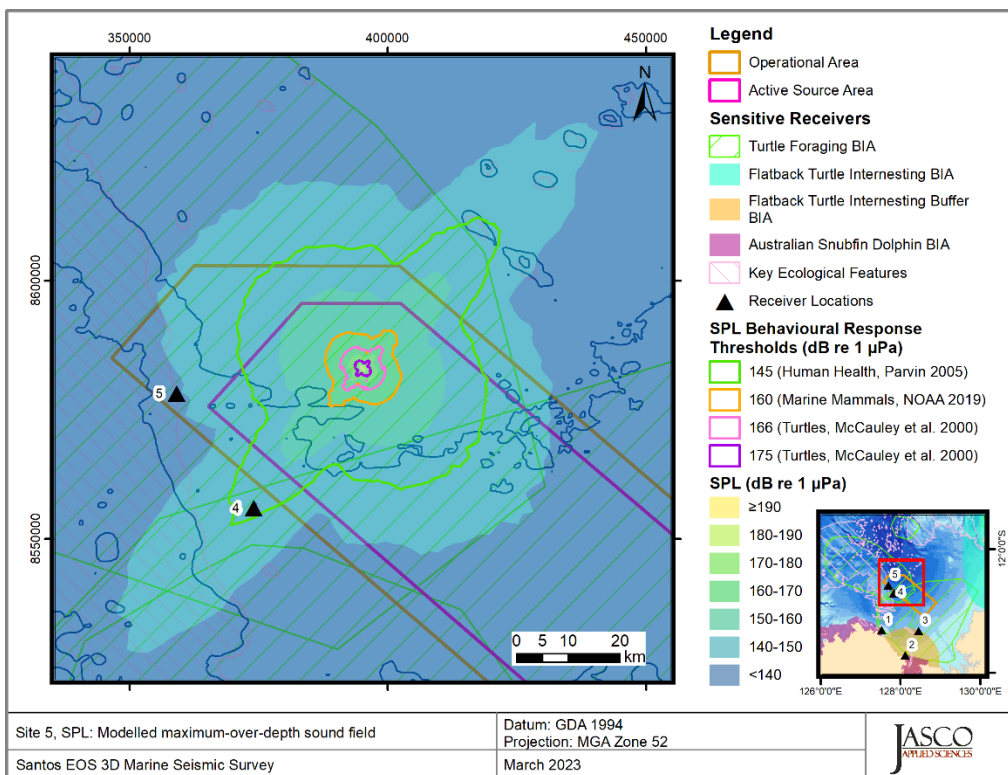 350000
400000
450000
8600000
8550000
N
5
4
0 5 10 20
km
Legend
Operational Area
Active Source Area
Sensitive Receivers
Turtle Foraging BIA
Flatback Turtle Internesting BIA
Flatback Turtle Internesting Buffer
BIA
Australian Snubfin Dolphin BIA
Key Ecological Features
Receiver Locations
SPL Behavioural Response
Thresholds (dB re 1 µPa)
145 (Human Health, Parvin 2005)
160 (Marine Mammals, NOAA 2019)
166 (Turtles, McCauley et al. 2000)
175 (Turtles, McCauley et al. 2000)
SPL (dB re 1 µPa)
≥190
180-190
170-180
160-170
150-160
140-150
<140
5
4
1
3
2
12°0'0"S
126°0'0"E 128°0'0"E 130°0'0"E
Site 5, SPL: Modelled maximum-over-depth sound field
Datum: GDA 1994
Projection: MGA Zone 52
Santos EOS 3D Marine Seismic Survey
March 2023
JASCO
APPLIED SCIENCES